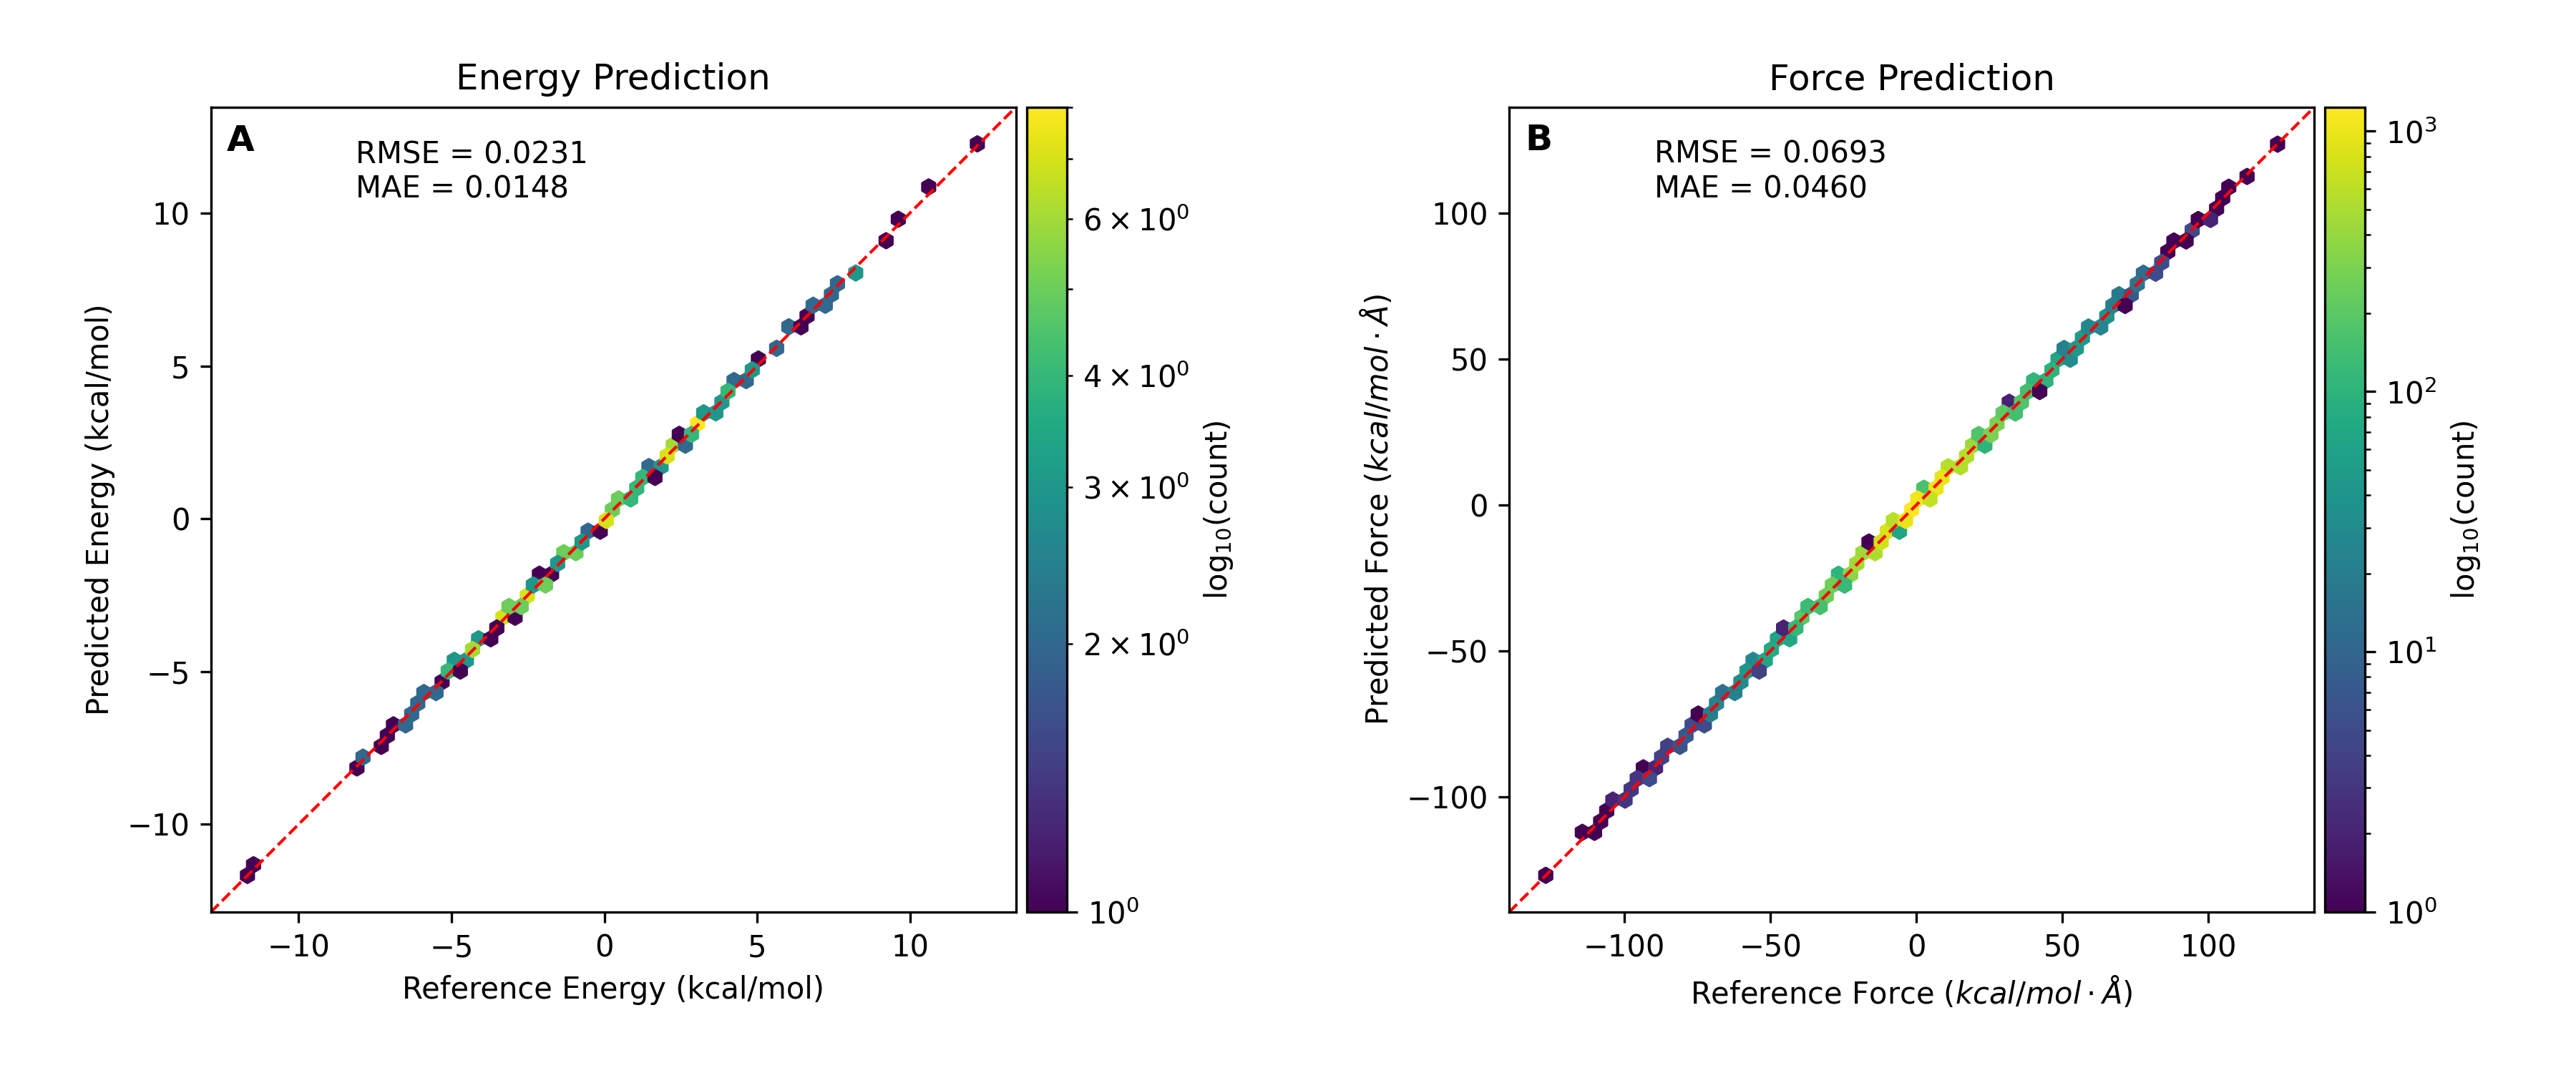 Energy Prediction
A
RMSE = 0.0231
MAE = 0.0148
10
5
0
−5
−10
Predicted Energy (kcal/mol)
−10
−5
0
5
10
Reference Energy (kcal/mol)
6 × 10⁰
4 × 10⁰
3 × 10⁰
2 × 10⁰
10⁰
log₁₀(count)
Force Prediction
B
RMSE = 0.0693
MAE = 0.0460
100
50
0
−50
−100
Predicted Force (kcal/mol · Å)
−100
−50
0
50
100
Reference Force (kcal/mol · Å)
10³
10²
10¹
10⁰
log₁₀(count)